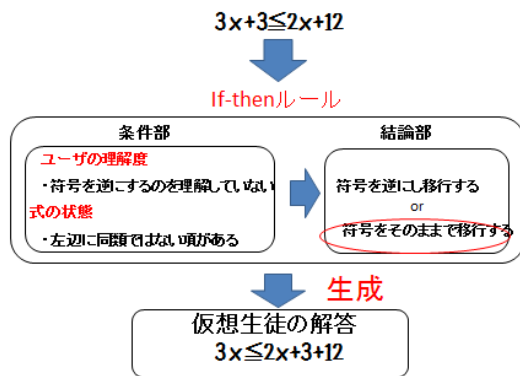 3x+3≦2x+12
If-thenルール
条件部
ユーザの理解度
・符号を逆にするのを理解していない
式の状態
・左辺に同類ではない項がある
結論部
符号を逆にし移行する
or
符号をそのままで移行する
生成
仮想生徒の解答
3x≦2x+3+12